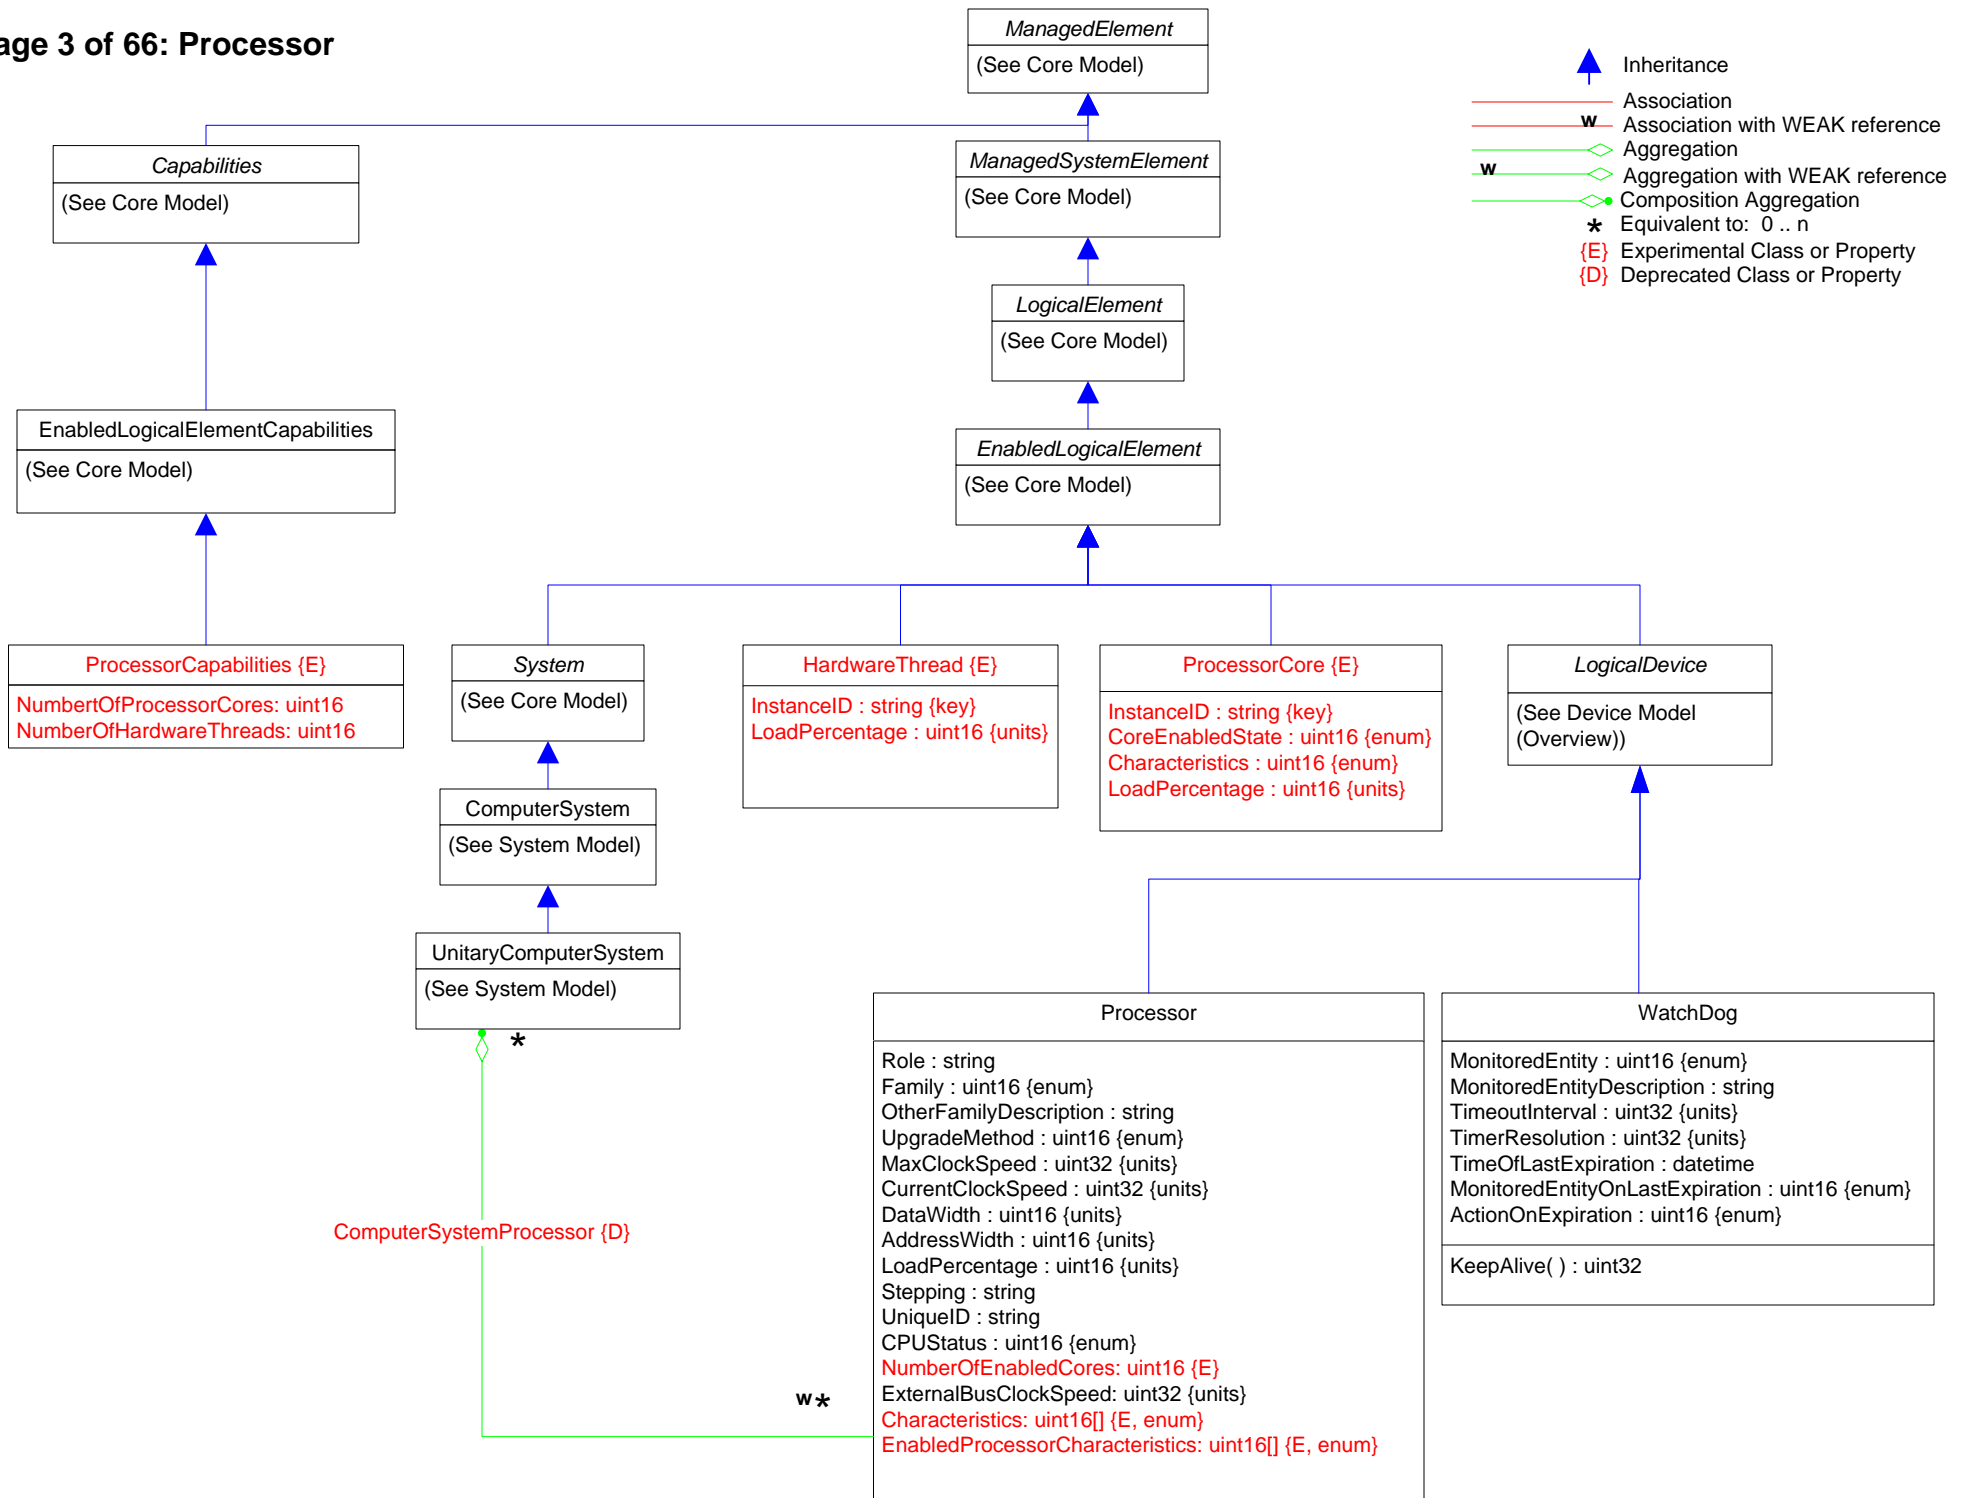 age 3 of 66: Processor
ManagedElement
(See Core Model)
Inheritance
Association
w Association with WEAK reference
Aggregation
w Aggregation with WEAK reference
Composition Aggregation
* Equivalent to: 0 .. n
{E} Experimental Class or Property
{D} Deprecated Class or Property
Capabilities
(See Core Model)
ManagedSystemElement
(See Core Model)
LogicalElement
(See Core Model)
EnabledLogicalElementCapabilities
(See Core Model)
EnabledLogicalElement
(See Core Model)
ProcessorCapabilities {E}
NumbertOfProcessorCores: uint16
NumberOfHardwareThreads: uint16
System
(See Core Model)
HardwareThread {E}
InstanceID : string {key}
LoadPercentage : uint16 {units}
ProcessorCore {E}
InstanceID : string {key}
CoreEnabledState : uint16 {enum}
Characteristics : uint16 {enum}
LoadPercentage : uint16 {units}
LogicalDevice
(See Device Model
(Overview))
ComputerSystem
(See System Model)
UnitaryComputerSystem
(See System Model)
*
ComputerSystemProcessor {D}
w*
Processor
Role : string
Family : uint16 {enum}
OtherFamilyDescription : string
UpgradeMethod : uint16 {enum}
MaxClockSpeed : uint32 {units}
CurrentClockSpeed : uint32 {units}
DataWidth : uint16 {units}
AddressWidth : uint16 {units}
LoadPercentage : uint16 {units}
Stepping : string
UniqueID : string
CPUStatus : uint16 {enum}
NumberOfEnabledCores: uint16 {E}
ExternalBusClockSpeed: uint32 {units}
Characteristics: uint16[] {E, enum}
EnabledProcessorCharacteristics: uint16[] {E, enum}
WatchDog
MonitoredEntity : uint16 {enum}
MonitoredEntityDescription : string
TimeoutInterval : uint32 {units}
TimerResolution : uint32 {units}
TimeOfLastExpiration : datetime
MonitoredEntityOnLastExpiration : uint16 {enum}
ActionOnExpiration : uint16 {enum}
KeepAlive( ) : uint32